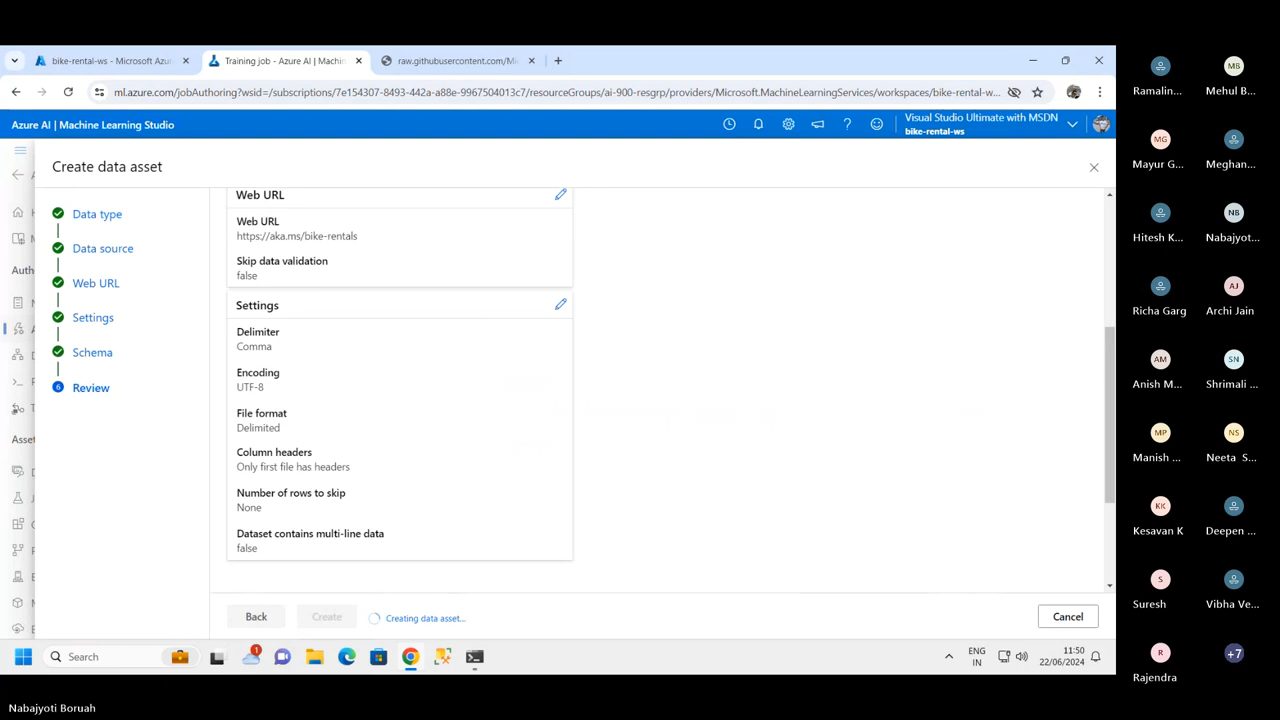 bike-rental-ws - Microsoft Azur
Training job - Azure AI | Machin
raw.githubusercontent.com/Mi
ml.azure.com/jobAuthoring?wsid=/subscriptions/7e154307-8493-442a-a88e-9967504013c7/resourceGroups/ai-900-resgrp/providers/Microsoft.MachineLearningServices/workspaces/bike-rental-w...
Azure AI | Machine Learning Studio
Visual Studio Ultimate with MSDN
bike-rental-ws
Create data asset
Data type
Data source
Web URL
Settings
Schema
6
Review
Web URL
Web URL
https://aka.ms/bike-rentals
Skip data validation
false
Settings
Delimiter
Comma
Encoding
UTF-8
File format
Delimited
Column headers
Only first file has headers
Number of rows to skip
None
Dataset contains multi-line data
false
Back
Create
Creating data asset...
Cancel
Autho
Asset
Search
1
ENG
IN
11:50
22/06/2024
Ramalin...
MB
Mehul B...
MG
Mayur G...
Meghan...
Hitesh K...
NB
Nabajyot...
Richa Garg
AJ
Archi Jain
AM
Anish M...
SN
Shrimali ...
MP
Manish ...
NS
Neeta S...
KK
Kesavan K
Deepen ...
S
Suresh
Vibha Ve...
R
Rajendra
+7
Nabajyoti Boruah